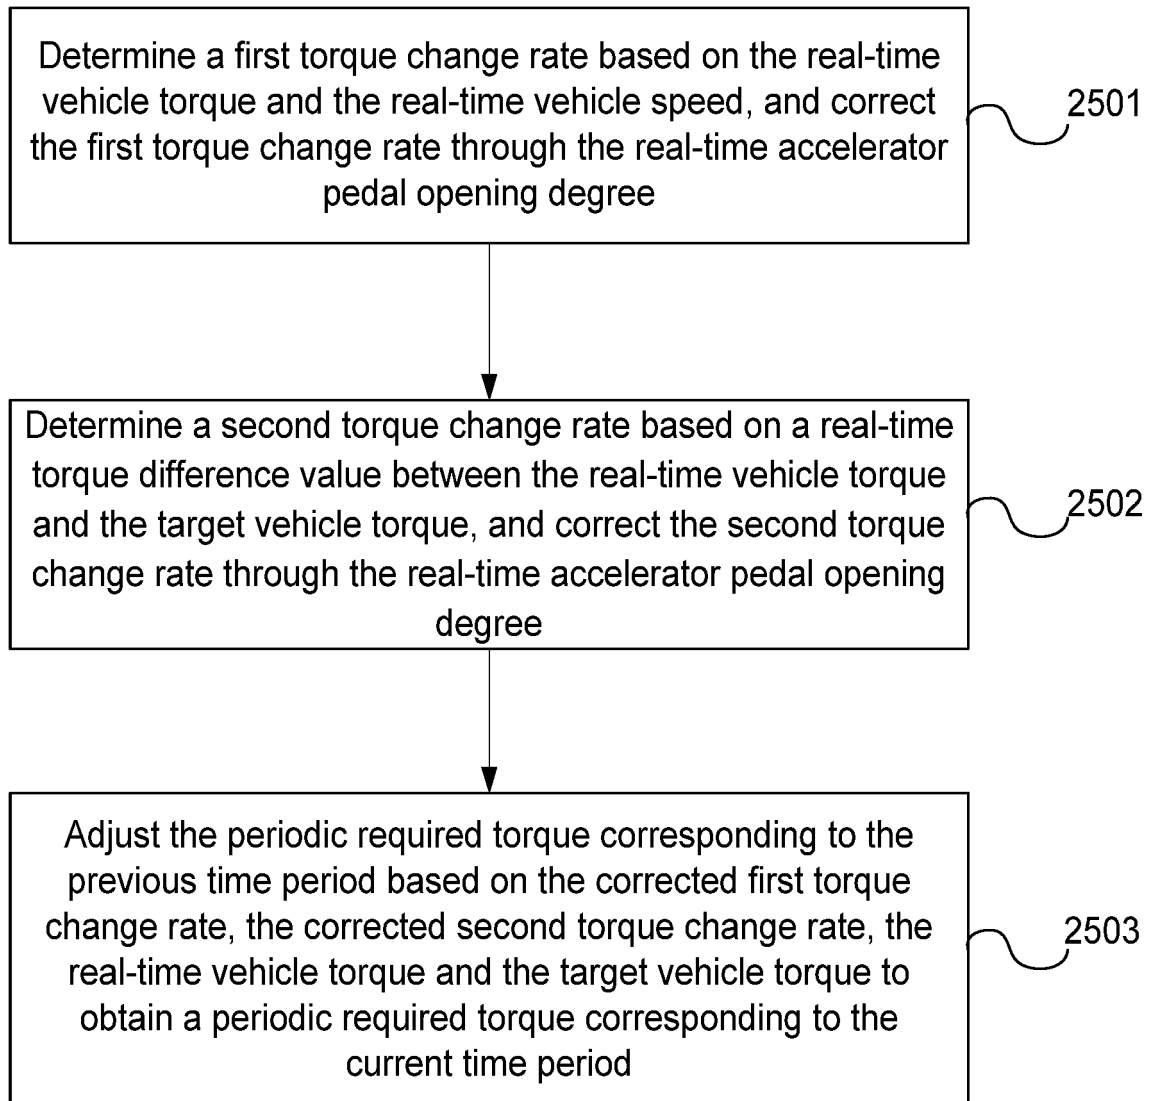 Determine a first torque change rate based on the real-time
vehicle torque and the real-time vehicle speed, and correct
the first torque change rate through the real-time accelerator
pedal opening degree
2501
Determine a second torque change rate based on a real-time
torque difference value between the real-time vehicle torque
and the target vehicle torque, and correct the second torque
change rate through the real-time accelerator pedal opening
degree
2502
Adjust the periodic required torque corresponding to the
previous time period based on the corrected first torque
change rate, the corrected second torque change rate, the
real-time vehicle torque and the target vehicle torque to
obtain a periodic required torque corresponding to the
current time period
2503